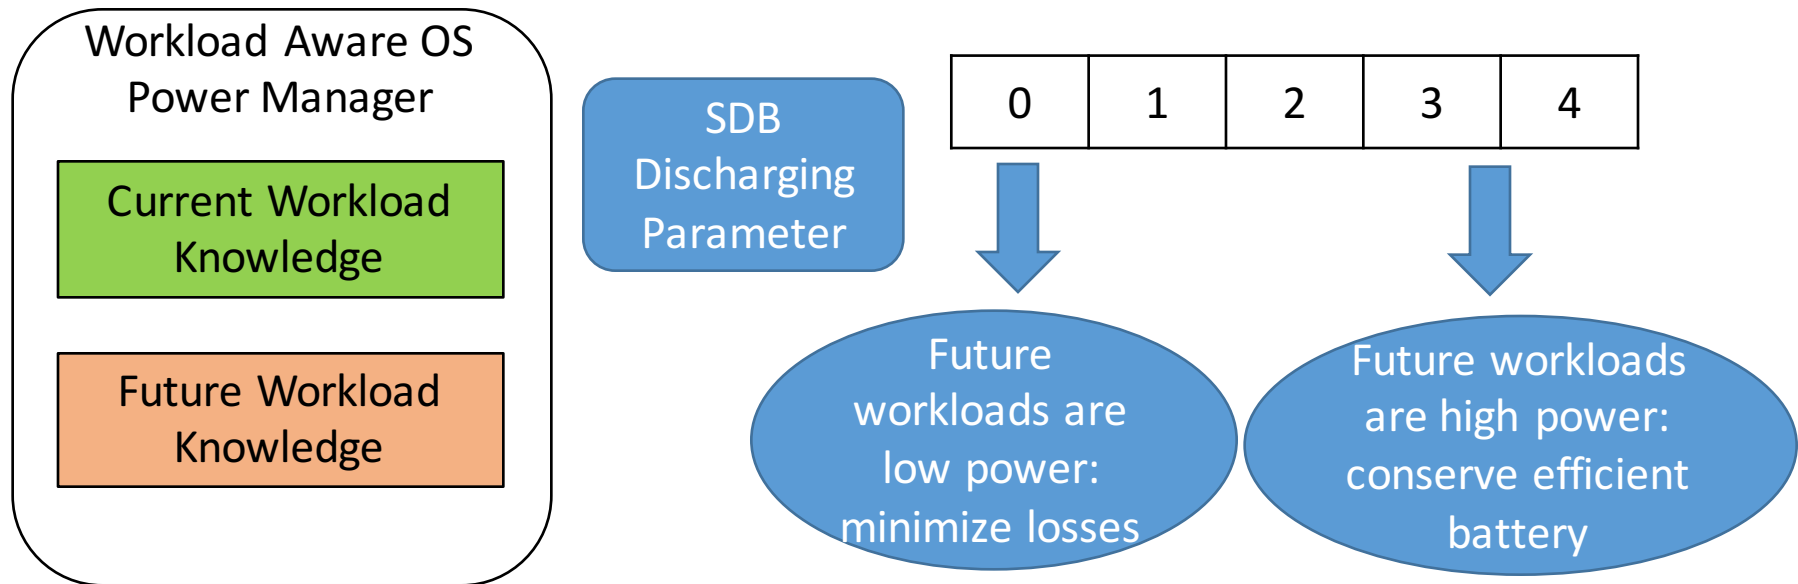 Workload Aware OS
Power Manager
Current Workload
Knowledge
Future Workload
Knowledge
SDB
Discharging
Parameter
0 1 2 3 4
Future
workloads are
low power:
minimize losses
Future workloads
are high power:
conserve efficient
battery